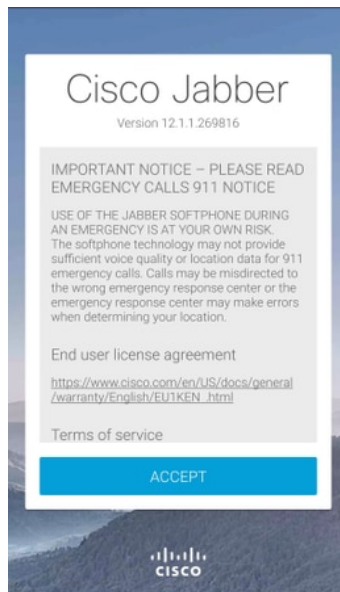 Cisco Jabber
Version 12.1.1.269816
IMPORTANT NOTICE – PLEASE READ
EMERGENCY CALLS 911 NOTICE
USE OF THE JABBER SOFTPHONE DURING
AN EMERGENCY IS AT YOUR OWN RISK.
The softphone technology may not provide
sufficient voice quality or location data for 911
emergency calls. Calls may be misdirected to
the wrong emergency response center or the
emergency response center may make errors
when determining your location.
End user license agreement
https://www.cisco.com/en/US/docs/general
/warranty/English/EU1KEN_.html
Terms of service
ACCEPT
CISCO